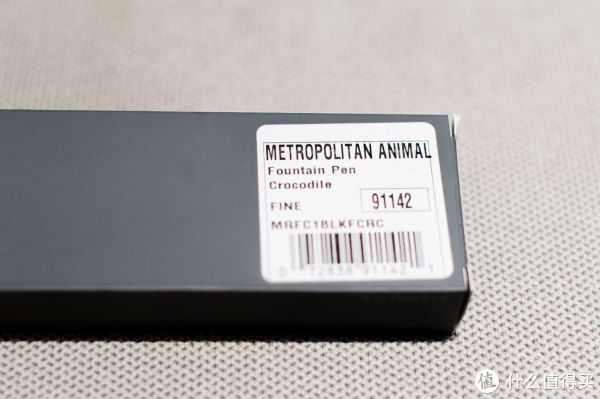 METROPOLITAN ANIMAL
Fountain Pen
Crocodile
FINE 91142
MRFC1BLKFCRC
0 72838 91142 1
值 什么值得买